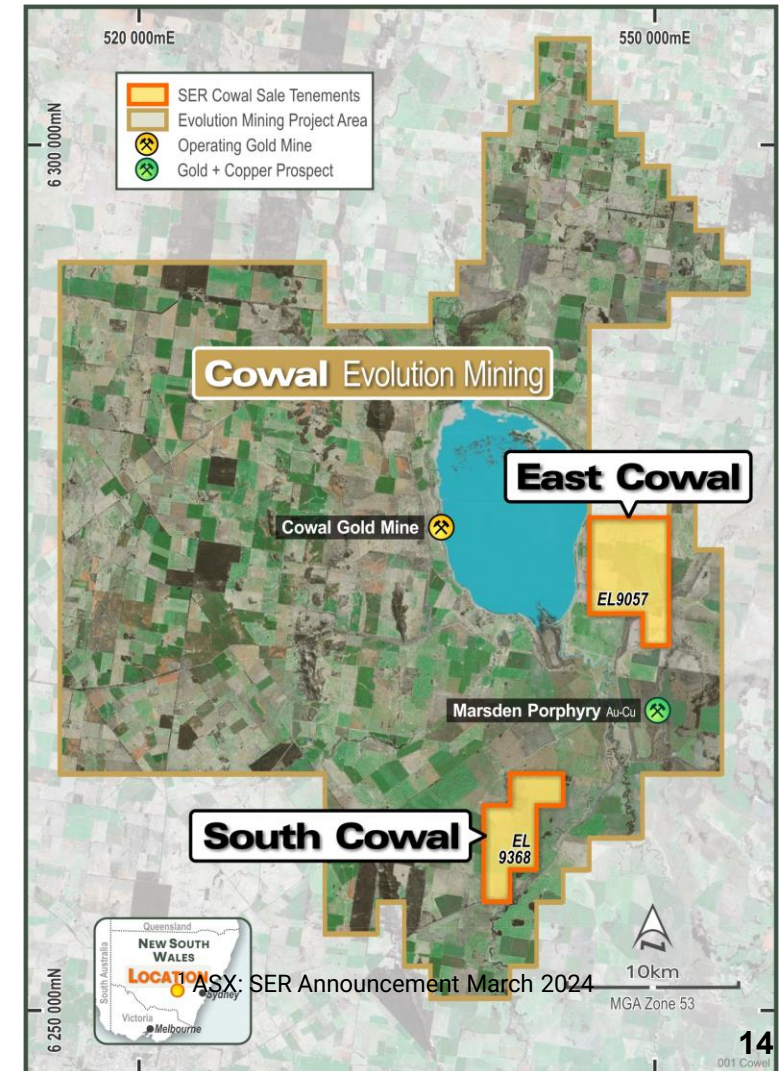 520 000mE
550 000mE
6 300 000mN
SER Cowal Sale Tenements
Evolution Mining Project Area
Operating Gold Mine
Gold + Copper Prospect
Cowal Evolution Mining
East Cowal
Cowal Gold Mine
EL9057
Marsden Porphyry Au-Cu
South Cowal
EL
9368
Queensland
NEW SOUTH
WALES
South Australia
LOCATION
Sydney
Victoria
Melbourne
1 ASX: SER Announcement March 2024
N
10km
MGA Zone 53
6 250 000mN
14
001 Cowel